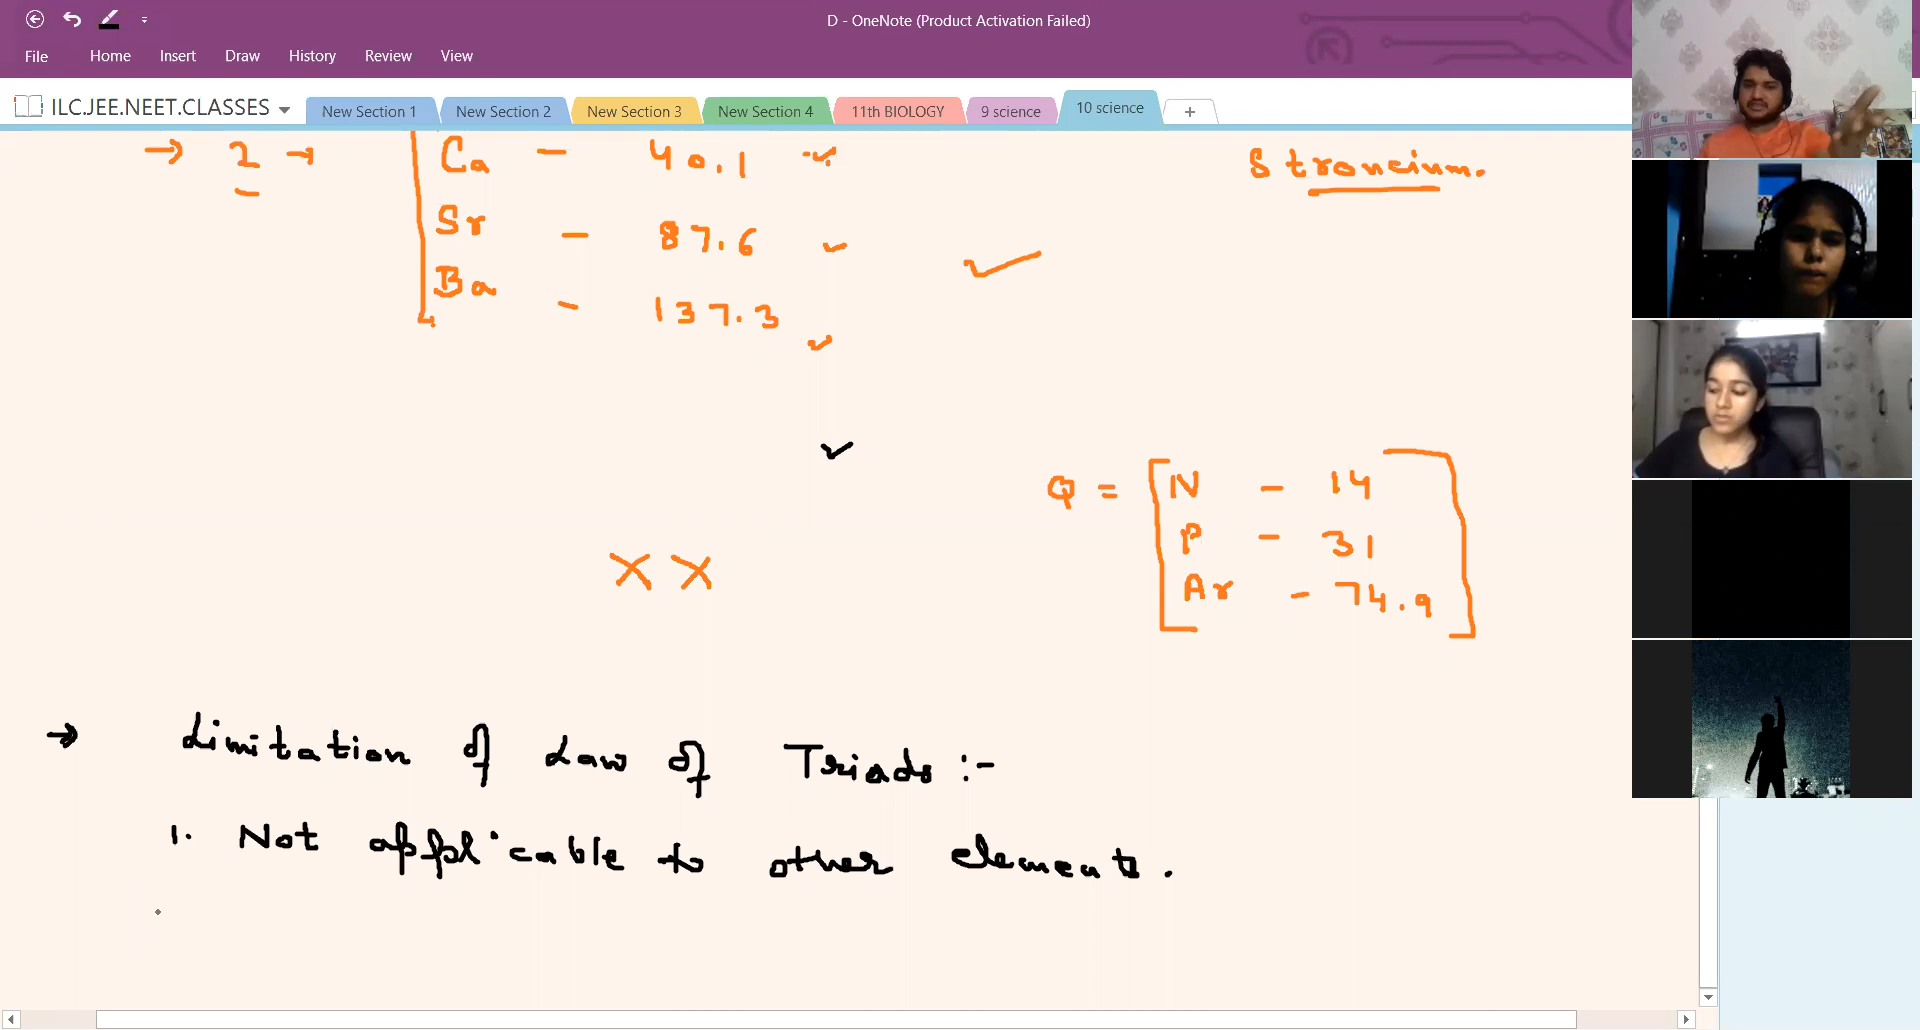 D - OneNote (Product Activation Failed)
File Home Insert Draw History Review View
ILC.JEE.NEET.CLASSES New Section 1 New Section 2 New Section 3 New Section 4 11th BIOLOGY 9 science 10 science +
→ 2 → Ca - 40.1
Stroncium.
Sr - 87.6
Ba - 137.3
Q = N - 14
P - 31
Ar - 74.9
X X
→ Limitation of Law of Triads :-
1. Not applicable to other elements.